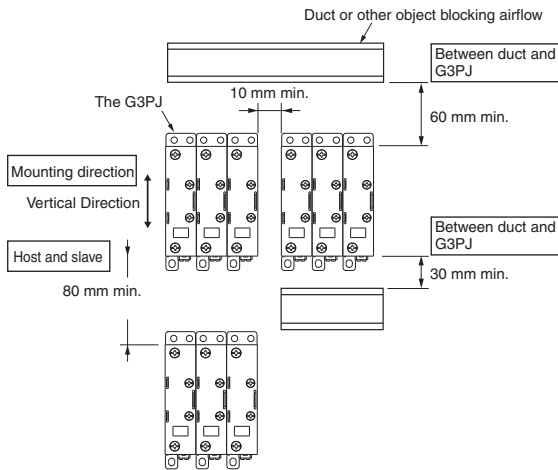 Duct or other object blocking airflow
Between duct and
G3PJ
10 mm min.
60 mm min.
The G3PJ
Mounting direction
Vertical Direction
Between duct and
G3PJ
Host and slave
30 mm min.
80 mm min.